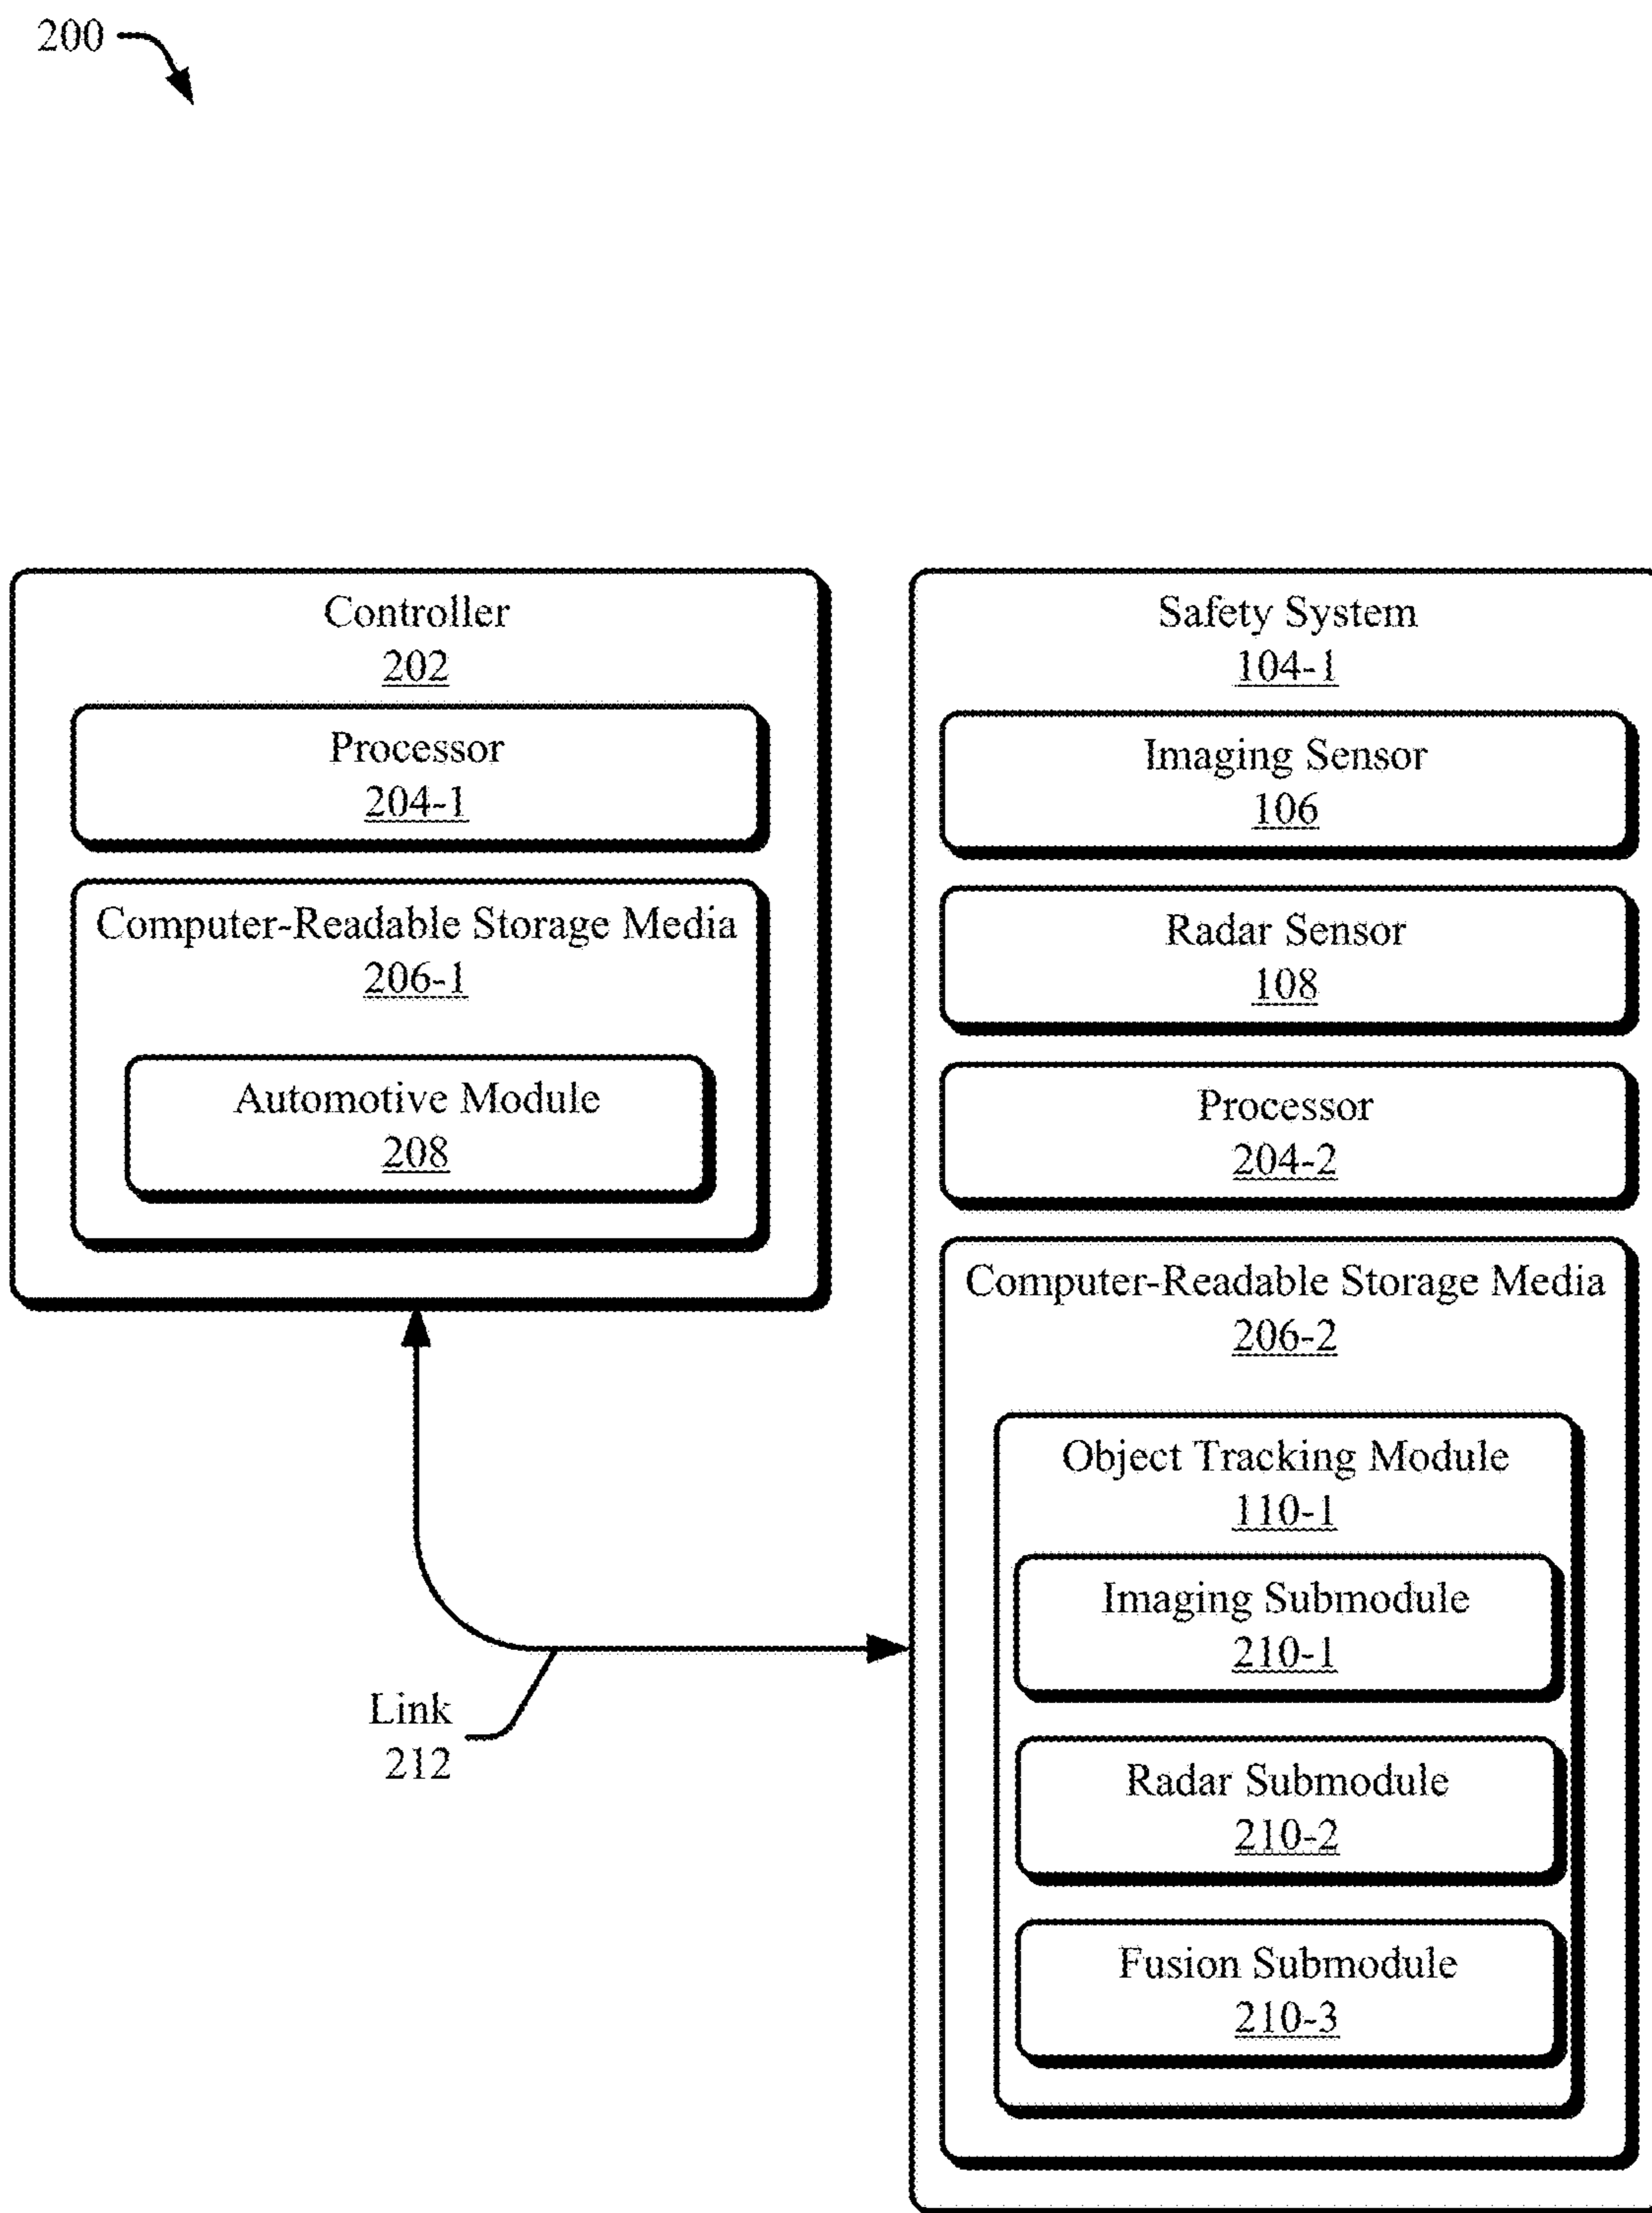 200
Controller
202
Processor
204-1
Computer-Readable Storage Media
206-1
Automotive Module
208
Link
212
Safety System
104-1
Imaging Sensor
106
Radar Sensor
108
Processor
204-2
Computer-Readable Storage Media
206-2
Object Tracking Module
110-1
Imaging Submodule
210-1
Radar Submodule
210-2
Fusion Submodule
210-3